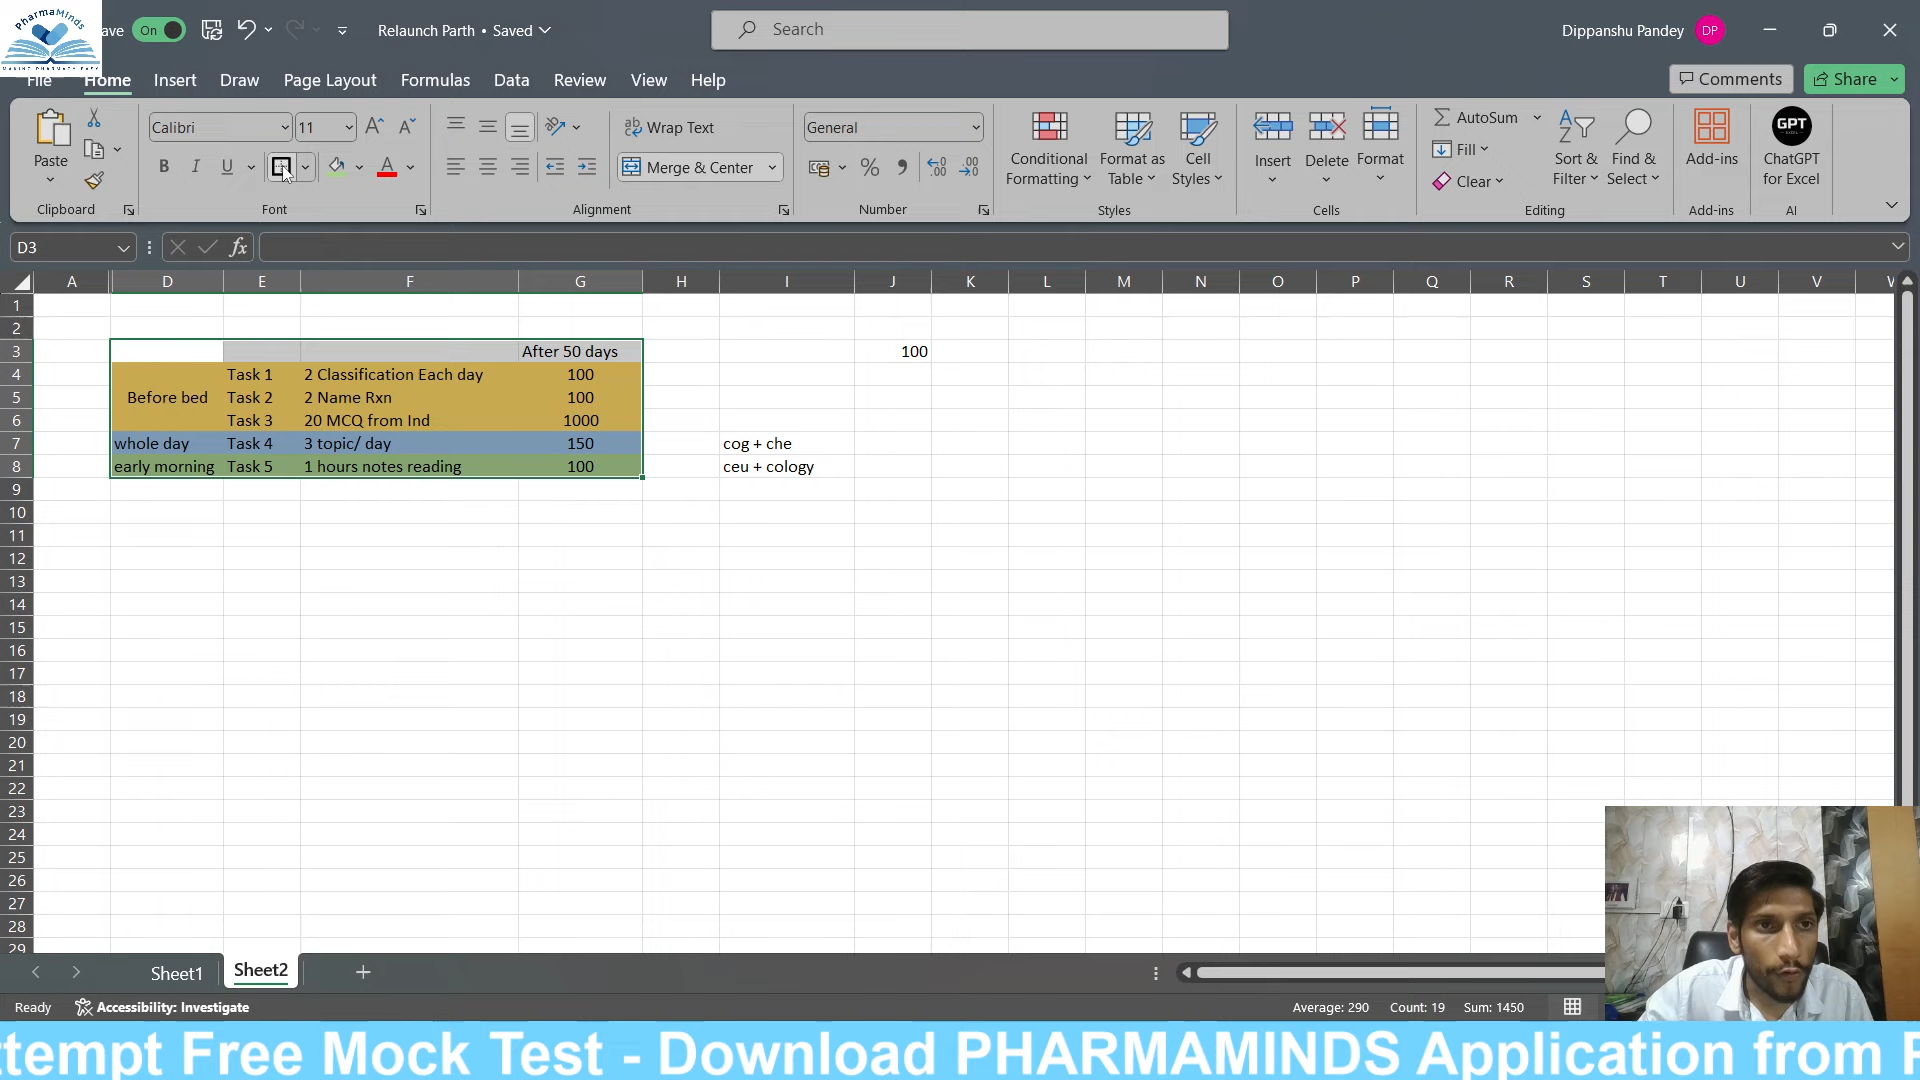 PharmaMinds
MAKING PHARMACY EASY
ave
On
Relaunch Parth • Saved
Search
Dippanshu Pandey
DP
File
Home
Insert
Draw
Page Layout
Formulas
Data
Review
View
Help
Comments
Share
Paste
Clipboard
Calibri
11
B
I
U
A
Font
Wrap Text
Merge & Center
Alignment
General
Number
Conditional
Formatting
Format as
Table
Cell
Styles
Styles
Insert
Delete
Format
Cells
AutoSum
Fill
Clear
Sort &
Filter
Find &
Select
Editing
Add-ins
Add-ins
GPT
ChatGPT
for Excel
AI
D3
fx
A D E F G H I J K L M N O P Q R S T U V
1
2
3 After 50 days 100
4 Task 1 2 Classification Each day 100
5 Before bed Task 2 2 Name Rxn 100
6 Task 3 20 MCQ from Ind 1000
7 whole day Task 4 3 topic/ day 150 cog + che
8 early morning Task 5 1 hours notes reading 100 ceu + cology
9
10
11
12
13
14
15
16
17
18
19
20
21
22
23
24
25
26
27
28
29
Sheet1
Sheet2
Ready
Accessibility: Investigate
Average: 290
Count: 19
Sum: 1450
ttempt Free Mock Test - Download PHARMAMINDS Application from